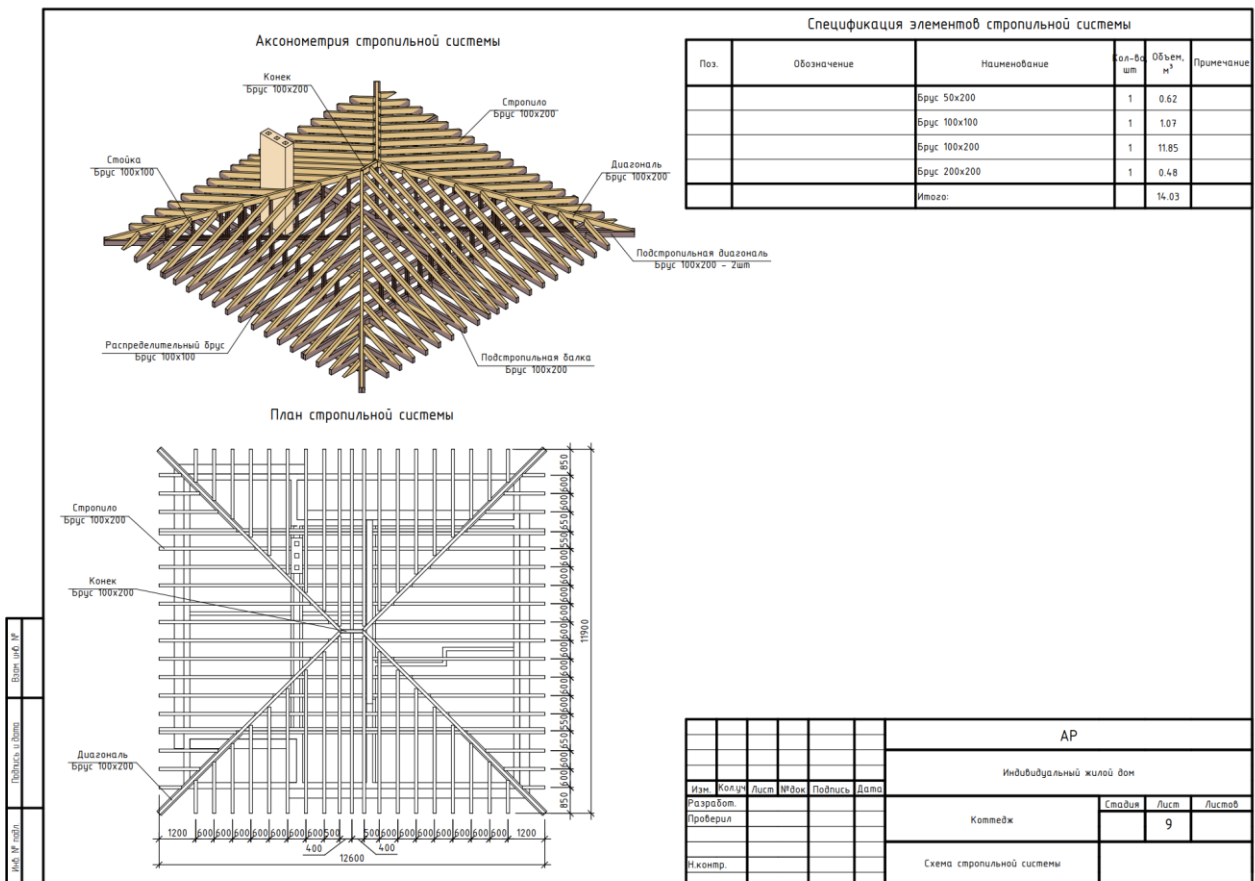 Аксонометрия стропильной системы
Конек
Брус 100х200
Стропило
Брус 100х200
Стойка
Брус 100х100
Диагональ
Брус 100х200
Подстропильная диагональ
Брус 100х200 - 2шт
Распределительный брус
Брус 100х100
Подстропильная балка
Брус 100х200
Спецификация элементов стропильной системы
Поз. Обозначение Наименование Кол-во шт Объем, м³ Примечание
Брус 50х200 1 0.62
Брус 100х100 1 1.07
Брус 100х200 1 11.85
Брус 200х200 1 0.48
Итого: 14.03
План стропильной системы
Стропило
Брус 100х200
Конек
Брус 100х200
Диагональ
Брус 100х200
850
600
600
650
550
600
600
600
600
600
600
600
600
550
650
600
600
850
11900
1200 600 600 600 600 600 600 600 500 500 600 600 600 600 600 600 600 1200
400 400
12600
Взам. инв. №
Подпись и дата
Инв. № подл
АР
Индивидуальный жилой дом
Изм. Кол.уч Лист №док Подпись Дата
Разработ.
Проверил
Н.контр.
Коттедж
Стадия Лист Листов
9
Схема стропильной системы